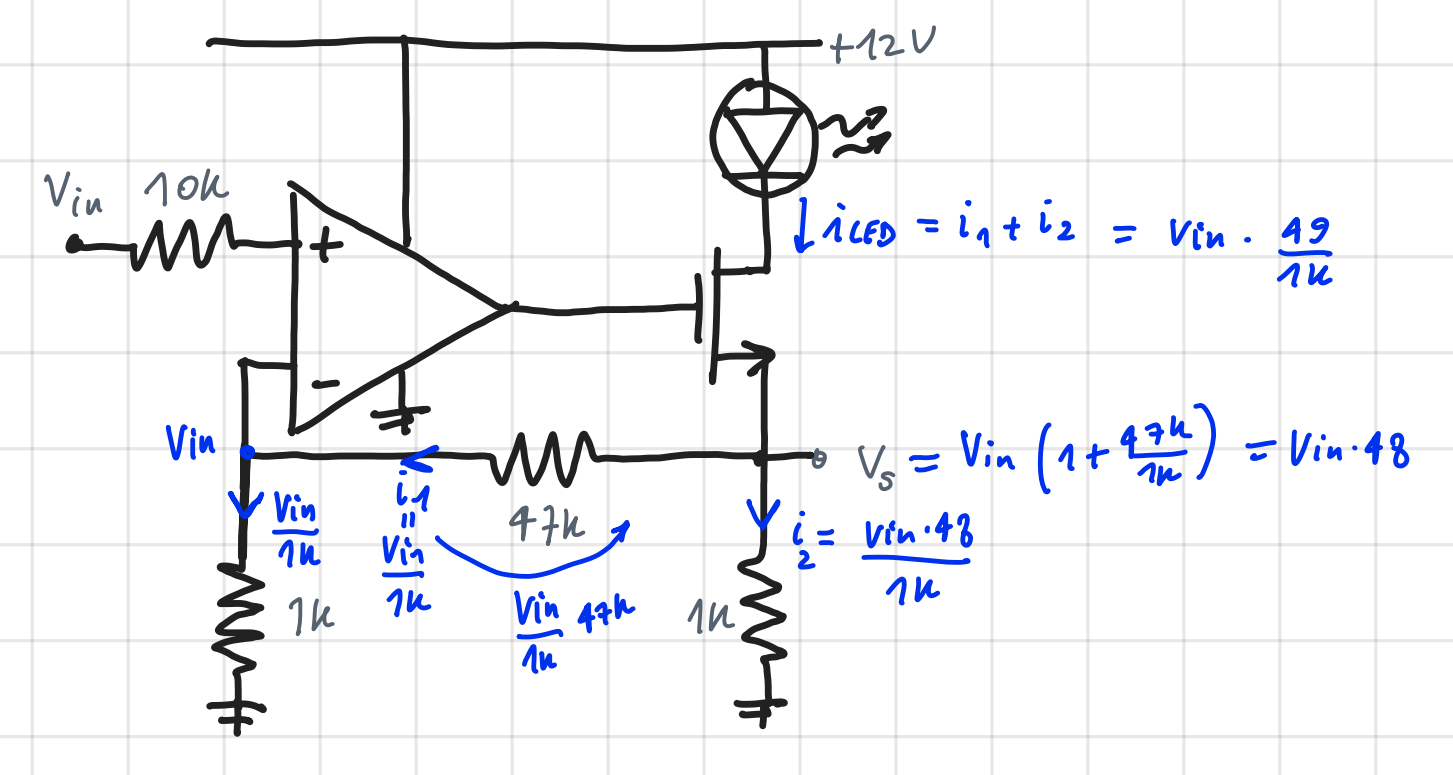 +12V
Vin 10k
+
iLED = i1 + i2 = Vin · 49/1k
-
Vin
Vs = Vin (1 + 47k/1k) = Vin · 48
Vin/1k
i1 = Vin/1k
47k
i2 = Vin · 48/1k
1k
Vin/1k 47k
1k